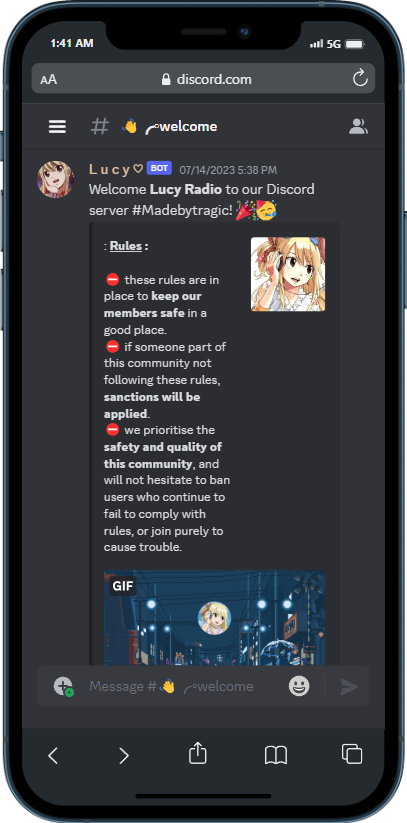 1:41 AM 5G
AA discord.com
# 👋 ╭・welcome
Lucy♡ BOT 07/14/2023 5:38 PM
Welcome Lucy Radio to our Discord
server #Madebytragic! 🎉🥳
: Rules :
⛔ these rules are in
place to keep our
members safe in a
good place.
⛔ if someone part of
this community not
following these rules,
sanctions will be
applied.
⛔ we prioritise the
safety and quality of
this community, and
will not hesitate to ban
users who continue to
fail to comply with
rules, or join purely to
cause trouble.
GIF
Message #👋 ╭・welcome